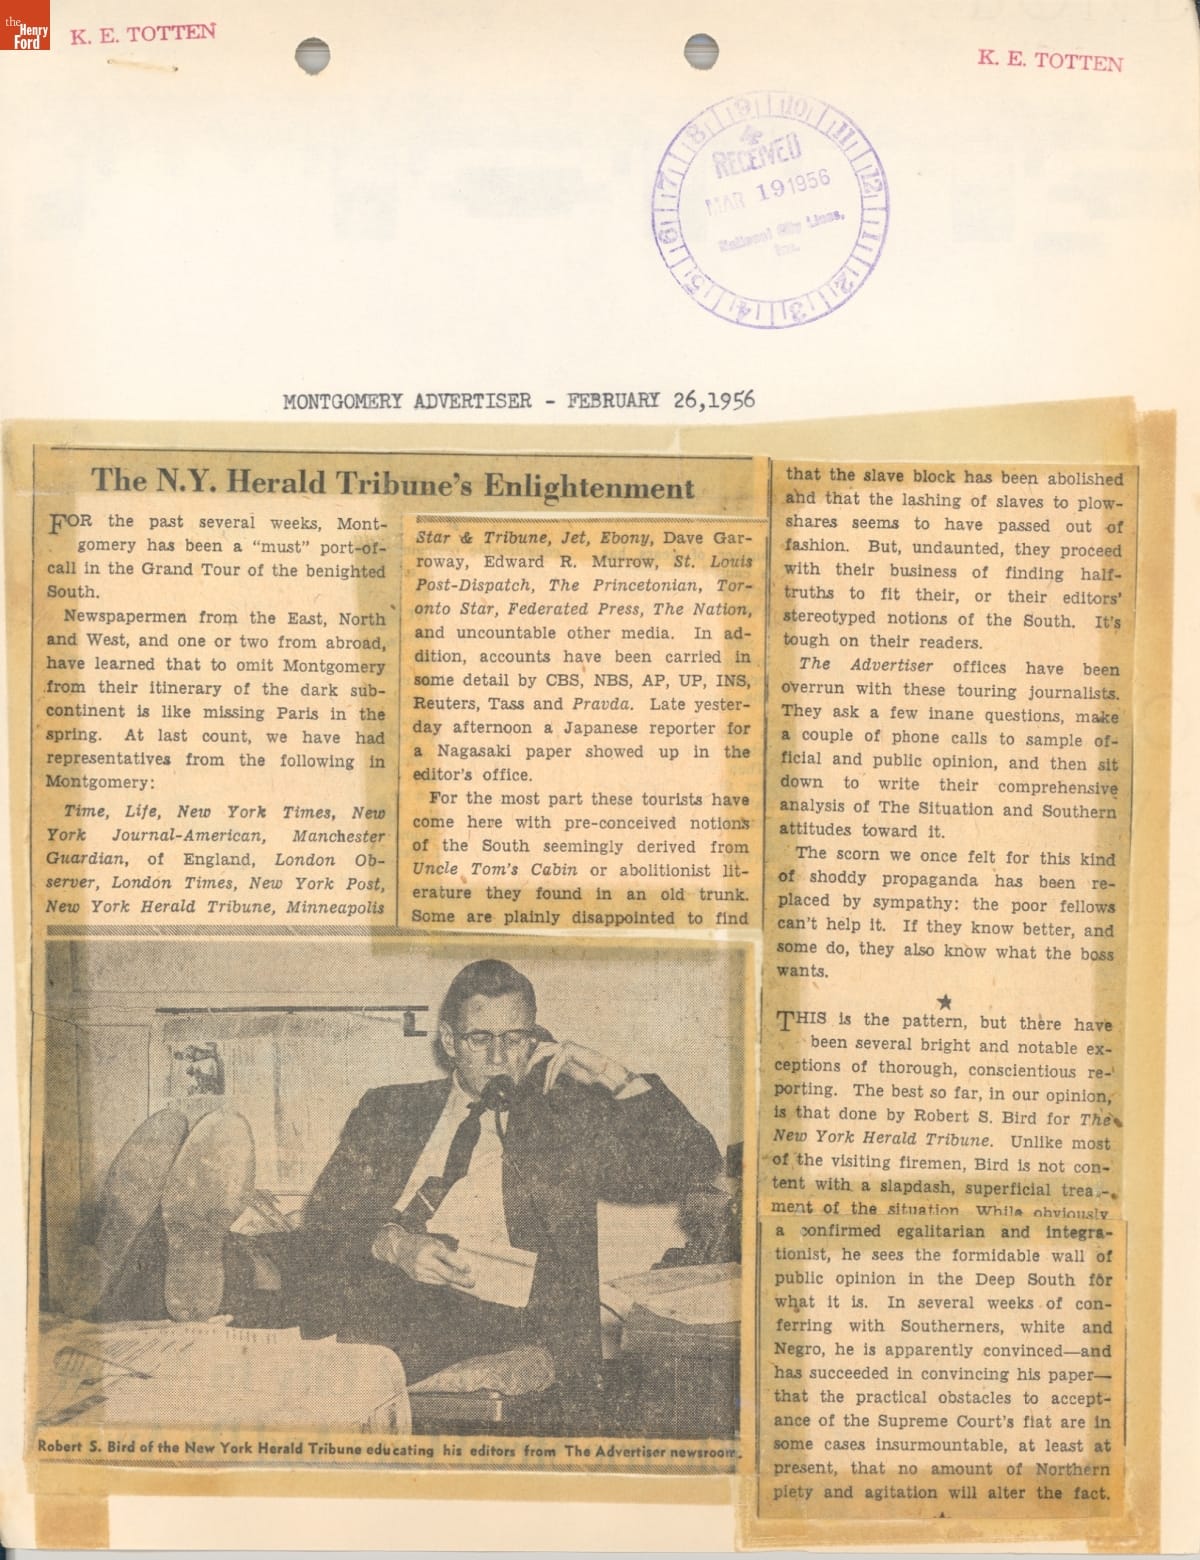 the
Henry
Ford
K. E. TOTTEN
K. E. TOTTEN
RECEIVED
MAR 19 1956
National City Lines,
Inc.
9 10 11 12 1 2 3 4 5 6 7 8
MONTGOMERY ADVERTISER - FEBRUARY 26,1956
The N.Y. Herald Tribune's Enlightenment
FOR the past several weeks, Mont-
gomery has been a “must” port-of-
call in the Grand Tour of the benighted
South.
Newspapermen from the East, North
and West, and one or two from abroad,
have learned that to omit Montgomery
from their itinerary of the dark sub-
continent is like missing Paris in the
spring. At last count, we have had
representatives from the following in
Montgomery:
Time, Life, New York Times, New
York Journal-American, Manchester
Guardian, of England, London Ob-
server, London Times, New York Post,
New York Herald Tribune, Minneapolis
Star & Tribune, Jet, Ebony, Dave Gar-
roway, Edward R. Murrow, St. Louis
Post-Dispatch, The Princetonian, Tor-
onto Star, Federated Press, The Nation,
and uncountable other media. In ad-
dition, accounts have been carried in
some detail by CBS, NBS, AP, UP, INS,
Reuters, Tass and Pravda. Late yester-
day afternoon a Japanese reporter for
a Nagasaki paper showed up in the
editor's office.
For the most part these tourists have
come here with pre-conceived notions
of the South seemingly derived from
Uncle Tom's Cabin or abolitionist lit-
erature they found in an old trunk.
Some are plainly disappointed to find
that the slave block has been abolished
and that the lashing of slaves to plow-
shares seems to have passed out of
fashion. But, undaunted, they proceed
with their business of finding half-
truths to fit their, or their editors'
stereotyped notions of the South. It's
tough on their readers.
The Advertiser offices have been
overrun with these touring journalists.
They ask a few inane questions, make
a couple of phone calls to sample of-
ficial and public opinion, and then sit
down to write their comprehensive
analysis of The Situation and Southern
attitudes toward it.
The scorn we once felt for this kind
of shoddy propaganda has been re-
placed by sympathy: the poor fellows
can't help it. If they know better, and
some do, they also know what the boss
wants.
THIS is the pattern, but there have
been several bright and notable ex-
ceptions of thorough, conscientious re-
porting. The best so far, in our opinion,
is that done by Robert S. Bird for The
New York Herald Tribune. Unlike most
of the visiting firemen, Bird is not con-
tent with a slapdash, superficial trea-
ment of the situation. While obviously
a confirmed egalitarian and integra-
tionist, he sees the formidable wall of
public opinion in the Deep South for
what it is. In several weeks of con-
ferring with Southerners, white and
Negro, he is apparently convinced—and
has succeeded in convincing his paper—
that the practical obstacles to accept-
ance of the Supreme Court's fiat are in
some cases insurmountable, at least at
present, that no amount of Northern
piety and agitation will alter the fact.
Robert S. Bird of the New York Herald Tribune educating his editors from The Advertiser newsroom.